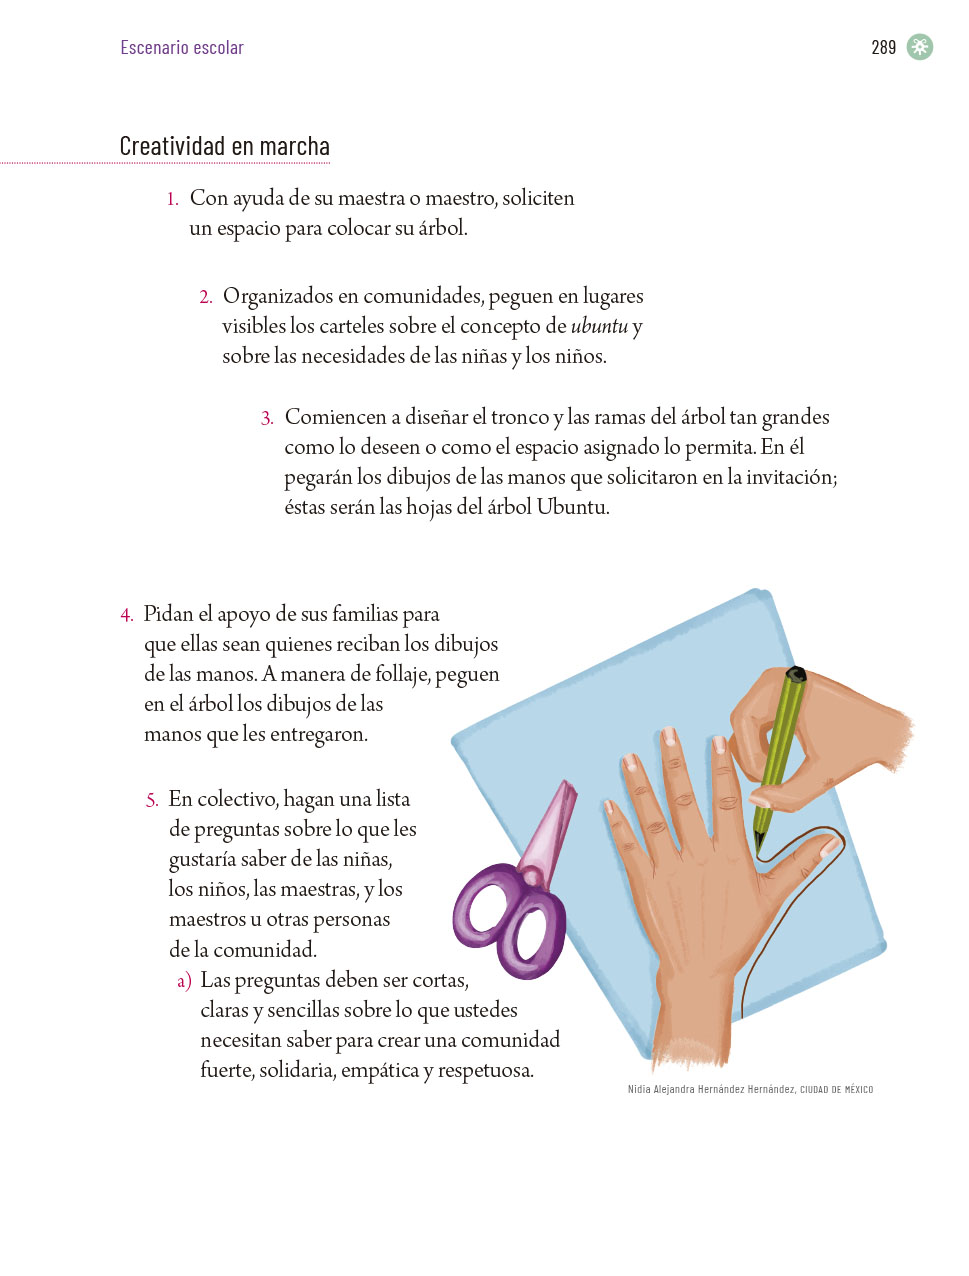 Escenario escolar
289
Creatividad en marcha
1. Con ayuda de su maestra o maestro, soliciten
un espacio para colocar su árbol.
2. Organizados en comunidades, peguen en lugares
visibles los carteles sobre el concepto de ubuntu y
sobre las necesidades de las niñas y los niños.
3. Comiencen a diseñar el tronco y las ramas del árbol tan grandes
como lo deseen o como el espacio asignado lo permita. En él
pegarán los dibujos de las manos que solicitaron en la invitación;
éstas serán las hojas del árbol Ubuntu.
4. Pidan el apoyo de sus familias para
que ellas sean quienes reciban los dibujos
de las manos. A manera de follaje, peguen
en el árbol los dibujos de las
manos que les entregaron.
5. En colectivo, hagan una lista
de preguntas sobre lo que les
gustaría saber de las niñas,
los niños, las maestras, y los
maestros u otras personas
de la comunidad.
a) Las preguntas deben ser cortas,
claras y sencillas sobre lo que ustedes
necesitan saber para crear una comunidad
fuerte, solidaria, empática y respetuosa.
Nidia Alejandra Hernández Hernández, CIUDAD DE MÉXICO